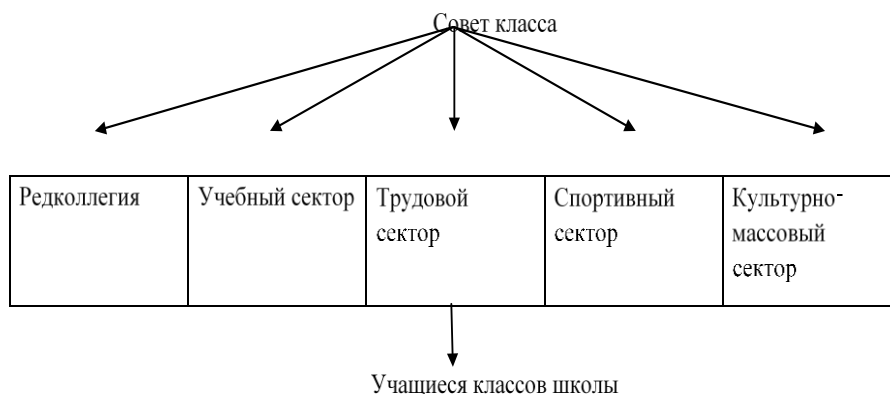 Совет класса
Редколлегия
Учебный сектор
Трудовой
сектор
Спортивный
сектор
Культурно-
массовый
сектор
Учащиеся классов школы